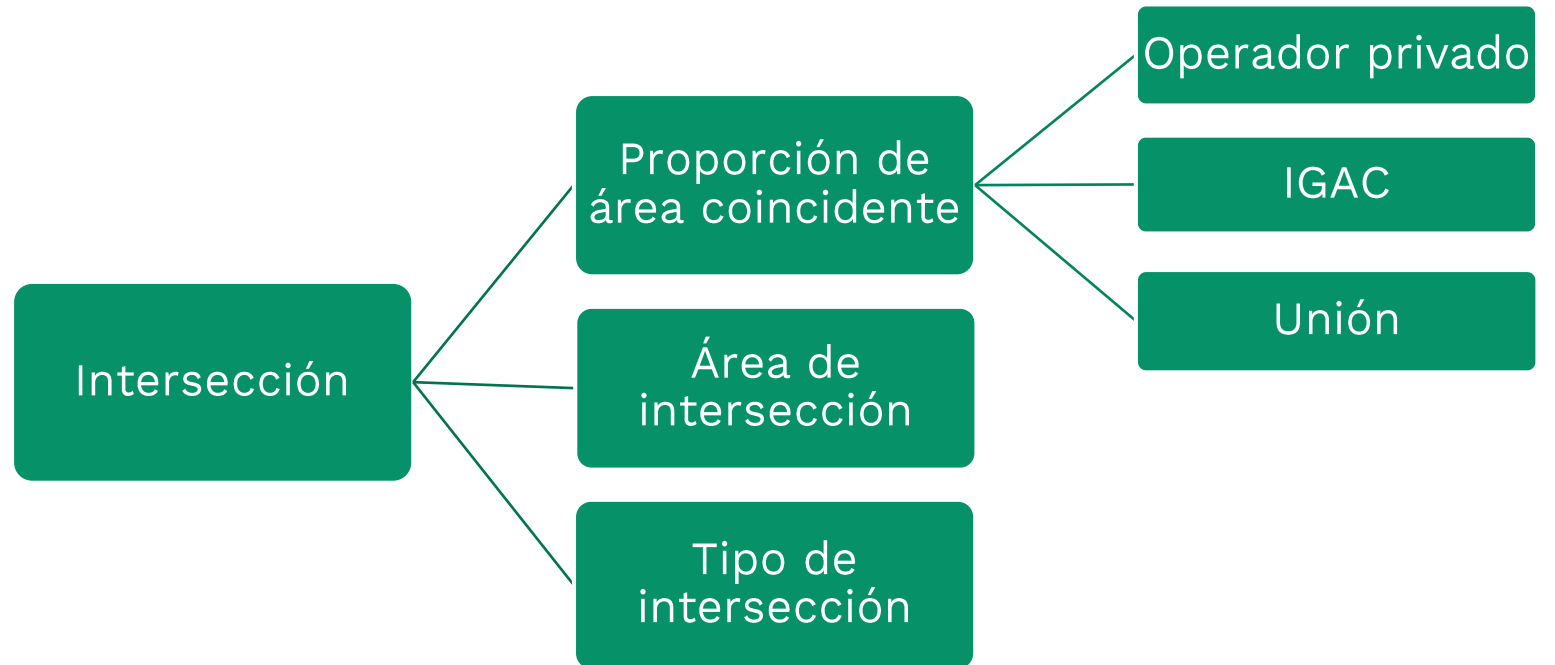 Intersección
Proporción de
área coincidente
Operador privado
IGAC
Unión
Área de
intersección
Tipo de
intersección